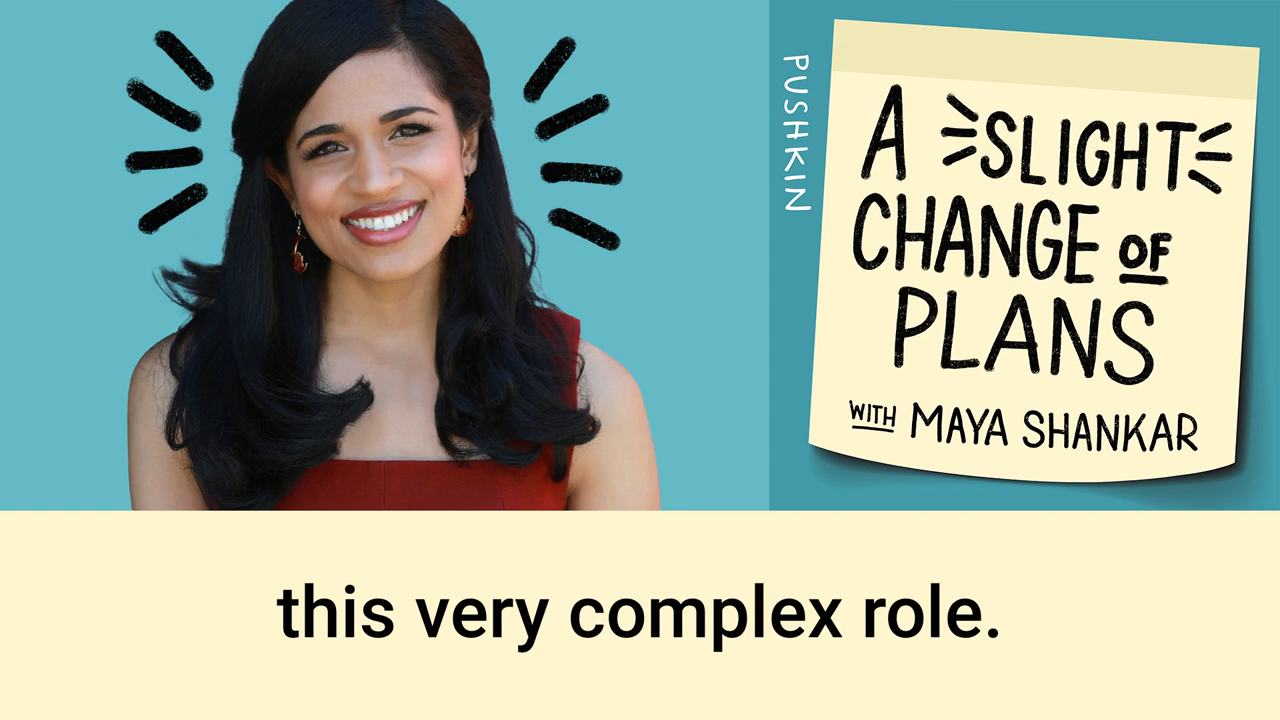 PUSHKIN
A SLIGHT
CHANGE OF
PLANS
WITH MAYA SHANKAR
this very complex role.